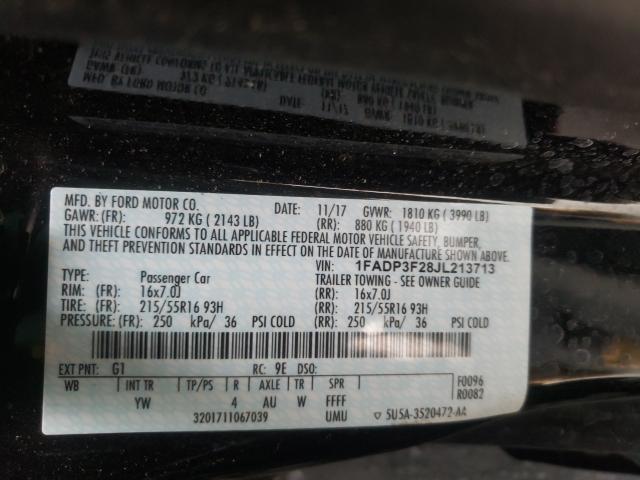 MFD. BY FORD MOTOR CO.
DATE: 11/17 GVWR: 1810 KG ( 3990 LB)
GAWR: (FR): 972 KG ( 2143 LB) (RR): 880 KG ( 1940 LB)
THIS VEHICLE CONFORMS TO ALL APPLICABLE FEDERAL MOTOR VEHICLE SAFETY, BUMPER,
AND THEFT PREVENTION STANDARDS IN EFFECT ON THE DATE OF MANUFACTURE SHOWN ABOVE.
VIN: 1FADP3F28JL213713
TYPE: Passenger Car TRAILER TOWING - SEE OWNER GUIDE
RIM: (FR): 16x7.0J (RR): 16x7.0J
TIRE: (FR): 215/55R16 93H (RR): 215/55R16 93H
PRESSURE: (FR) 250 kPa/ 36 PSI COLD (RR): 250 kPa/ 36 PSI COLD
EXT PNT: G1 RC: 9E DSO: F0096
WB INT TR TP/PS R AXLE TR SPR R0082
YW 4 AU W FFFF
3201711067039 UMU 5U5A-3520472-AA